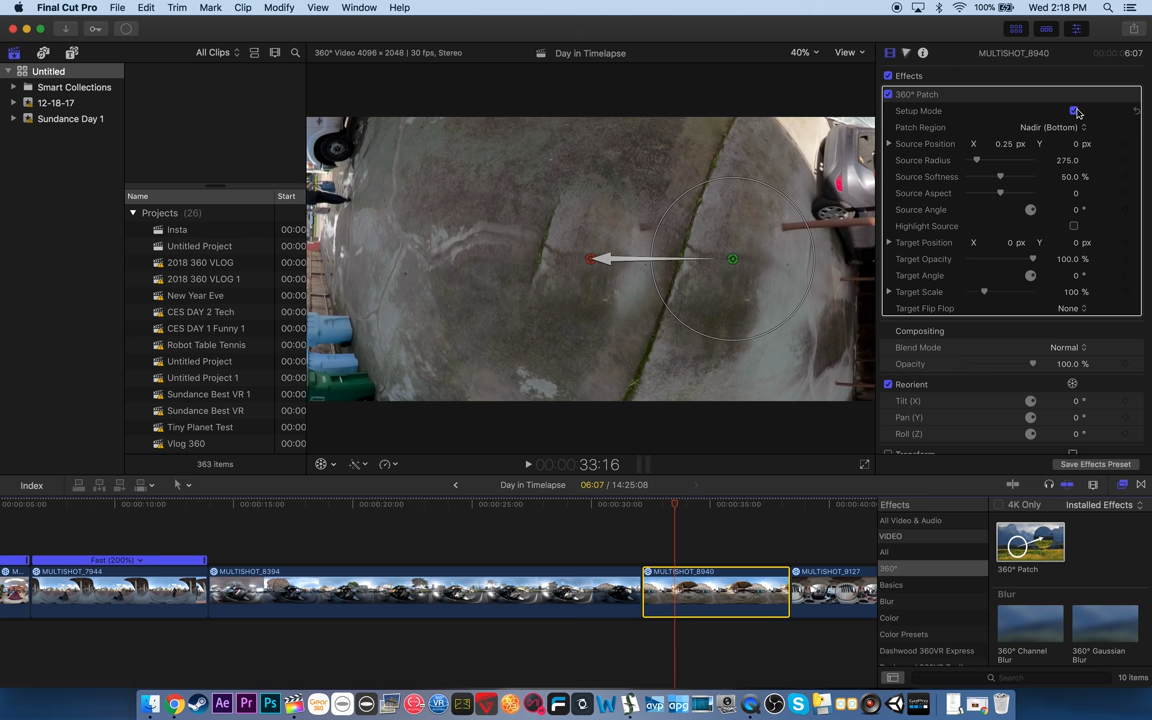 Final Cut Pro File Edit Trim Mark Clip Modify View Window Help 100% Wed 2:18 PM
All Clips 360° Video 4096 × 2048 | 30 fps, Stereo Day in Timelapse 40% View MULTISHOT_8940 00:00:06:07
Untitled
Smart Collections
12-18-17
Sundance Day 1
Name Start
Projects (26)
Insta 00:00
Untitled Project 00:00
2018 360 VLOG 00:00
2018 360 VLOG 1 00:00
New Year Eve 00:00
CES DAY 2 Tech 00:00
CES DAY 1 Funny 1 00:00
Robot Table Tennis 00:00
Untitled Project 00:00
Untitled Project 1 00:00
Sundance Best VR 1 00:00
Sundance Best VR 00:00
Tiny Planet Test 00:00
Vlog 360 00:00
363 items
00:00:33:16
Effects
360° Patch
Setup Mode
Patch Region Nadir (Bottom)
Source Position X 0.25 px Y 0 px
Source Radius 275.0
Source Softness 50.0 %
Source Aspect 0
Source Angle 0 °
Highlight Source
Target Position X 0 px Y 0 px
Target Opacity 100.0 %
Target Angle 0 °
Target Scale 100 %
Target Flip Flop None
Compositing
Blend Mode Normal
Opacity 100.0 %
Reorient
Tilt (X) 0 °
Pan (Y) 0 °
Roll (Z) 0 °
Transform
Save Effects Preset
Index Day in Timelapse 06:07 / 14:25:08
00:00:05:00 00:00:10:00 00:00:15:00 00:00:20:00 00:00:25:00 00:00:30:00 00:00:35:00 00:00:40:00
Fast (200%)
M... MULTISHOT_7944 MULTISHOT_8394 MULTISHOT_8940 MULTISHOT_9127
Effects 4K Only Installed Effects
All Video & Audio
VIDEO
All
360°
Basics
Blur
Color
Color Presets
Dashwood 360VR Express
360° Patch
Blur
360° Channel Blur
360° Gaussian Blur
Search 10 items
Ae Pr Ps